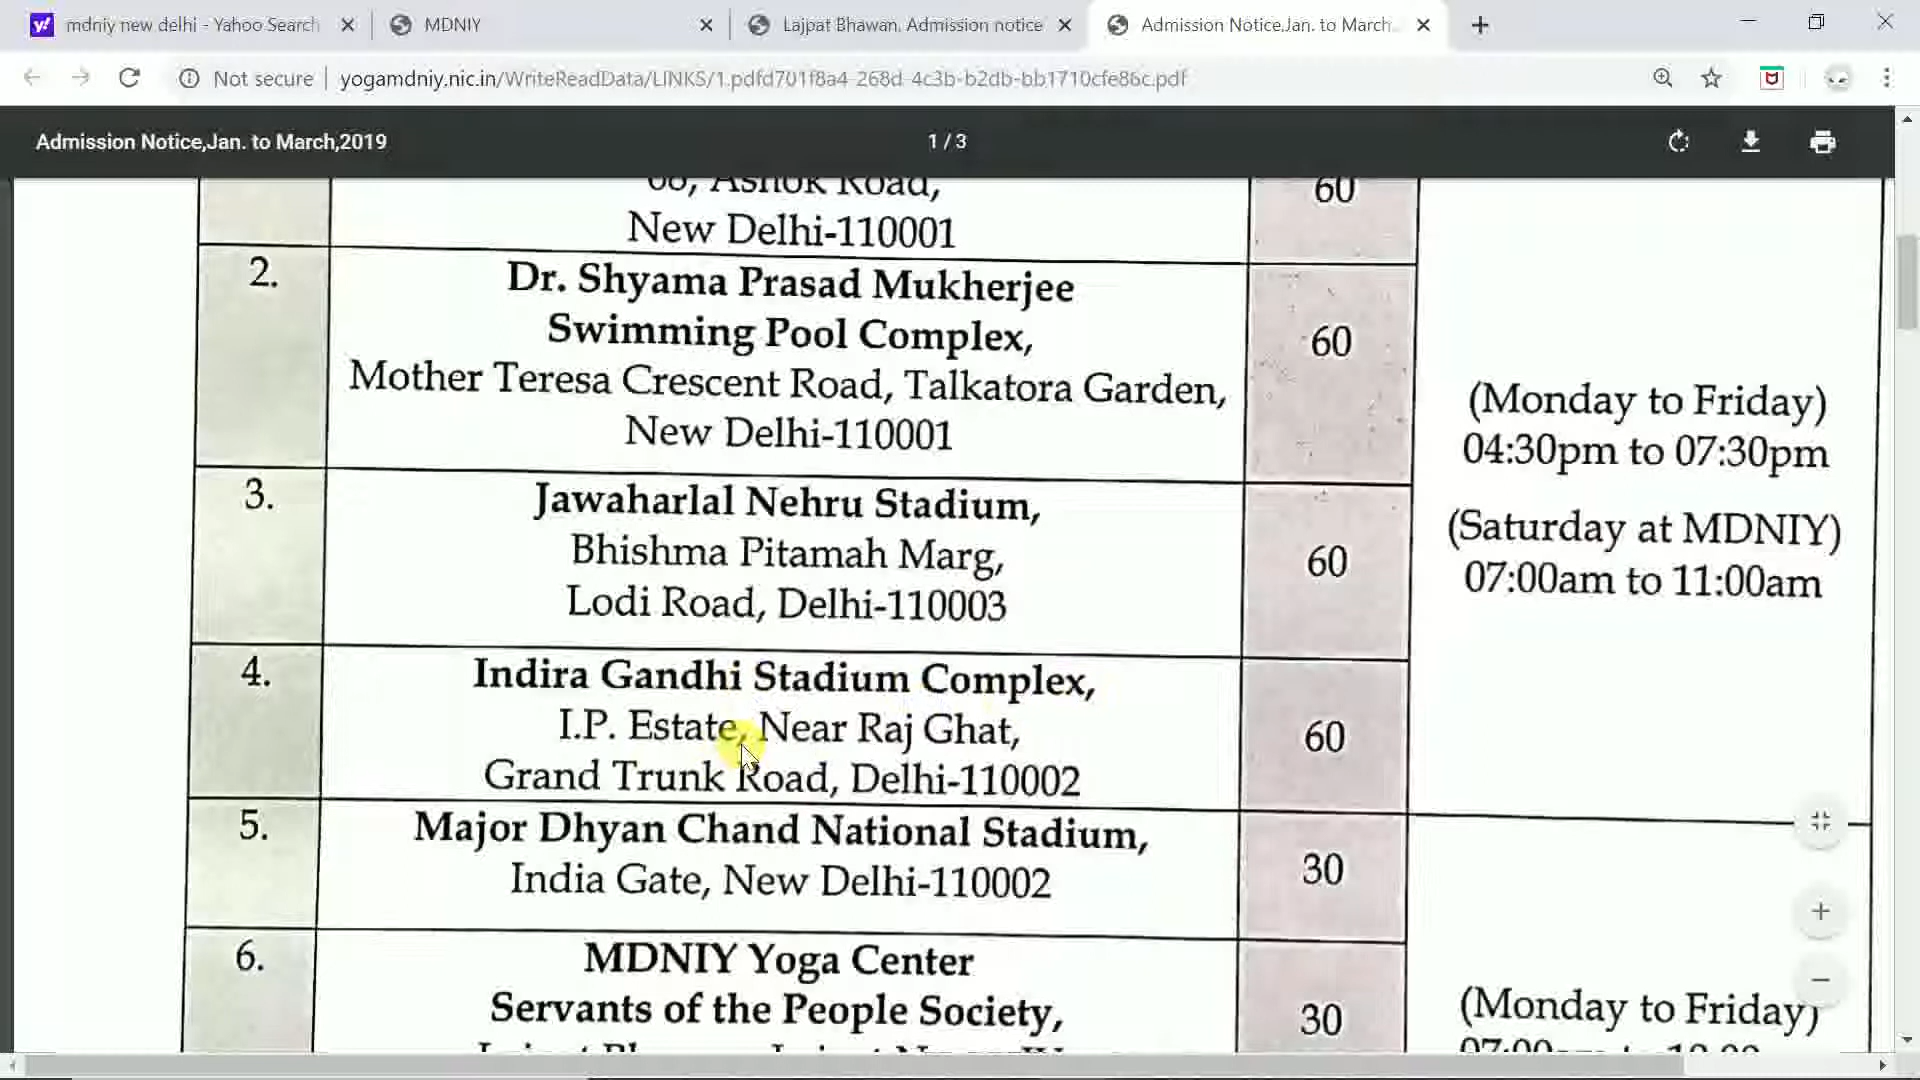 mdniy new delhi - Yahoo Search
MDNIY
Lajpat Bhawan, Admission notice
Admission Notice,Jan. to March,
Not secure
yogamdniy.nic.in/WriteReadData/LINKS/1.pdfd701f8a4-268d-4c3b-b2db-bb1710cfe86c.pdf
Admission Notice,Jan. to March,2019
1 / 3
68, Ashok Road,
New Delhi-110001
60
2.
Dr. Shyama Prasad Mukherjee
Swimming Pool Complex,
Mother Teresa Crescent Road, Talkatora Garden,
New Delhi-110001
60
(Monday to Friday)
04:30pm to 07:30pm
(Saturday at MDNIY)
07:00am to 11:00am
3.
Jawaharlal Nehru Stadium,
Bhishma Pitamah Marg,
Lodi Road, Delhi-110003
60
4.
Indira Gandhi Stadium Complex,
I.P. Estate, Near Raj Ghat,
Grand Trunk Road, Delhi-110002
60
5.
Major Dhyan Chand National Stadium,
India Gate, New Delhi-110002
30
6.
MDNIY Yoga Center
Servants of the People Society,
30
(Monday to Friday)